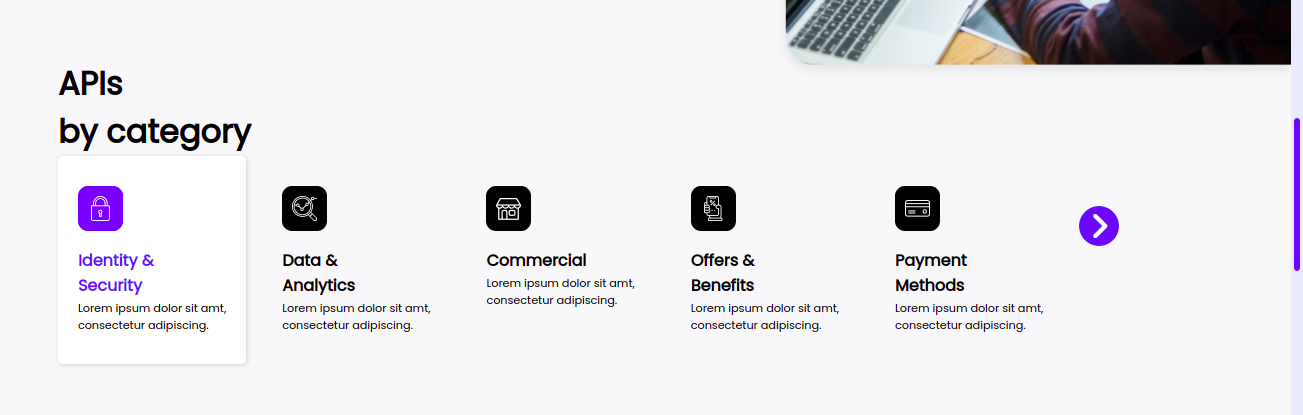 APIs
by category
Identity &
Security
Lorem ipsum dolor sit amt,
consectetur adipiscing.
Data &
Analytics
Lorem ipsum dolor sit amt,
consectetur adipiscing.
Commercial
Lorem ipsum dolor sit amt,
consectetur adipiscing.
Offers &
Benefits
Lorem ipsum dolor sit amt,
consectetur adipiscing.
Payment
Methods
Lorem ipsum dolor sit amt,
consectetur adipiscing.